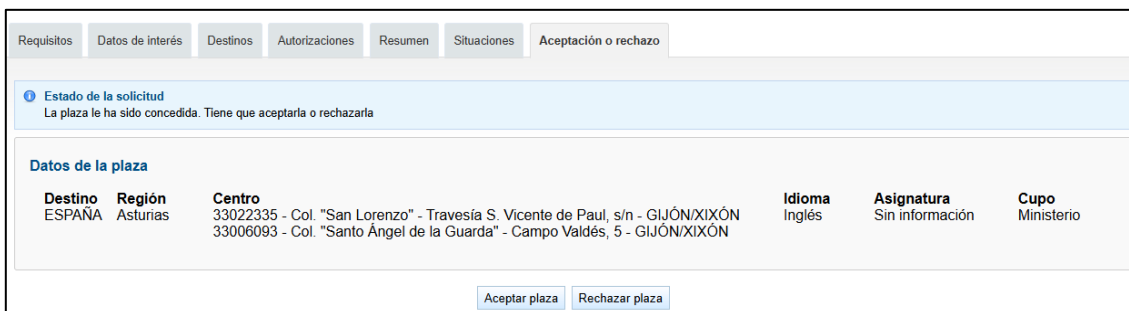 Requisitos Datos de interés Destinos Autorizaciones Resumen Situaciones Aceptación o rechazo
Estado de la solicitud
La plaza le ha sido concedida. Tiene que aceptarla o rechazarla
Datos de la plaza
Destino Región Centro Idioma Asignatura Cupo
ESPAÑA Asturias 33022335 - Col. "San Lorenzo" - Travesía S. Vicente de Paul, s/n - GIJÓN/XIXÓN Inglés Sin información Ministerio
33006093 - Col. "Santo Ángel de la Guarda" - Campo Valdés, 5 - GIJÓN/XIXÓN
Aceptar plaza Rechazar plaza